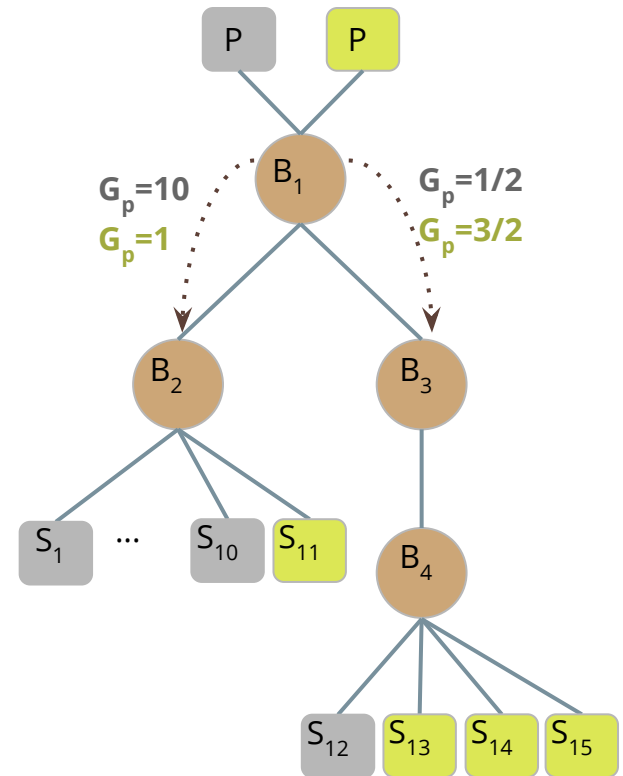 P P
B₁
Gₚ=10
Gₚ=1
Gₚ=1/2
Gₚ=3/2
B₂ B₃
S₁ ... S₁₀ S₁₁
B₄
S₁₂ S₁₃ S₁₄ S₁₅